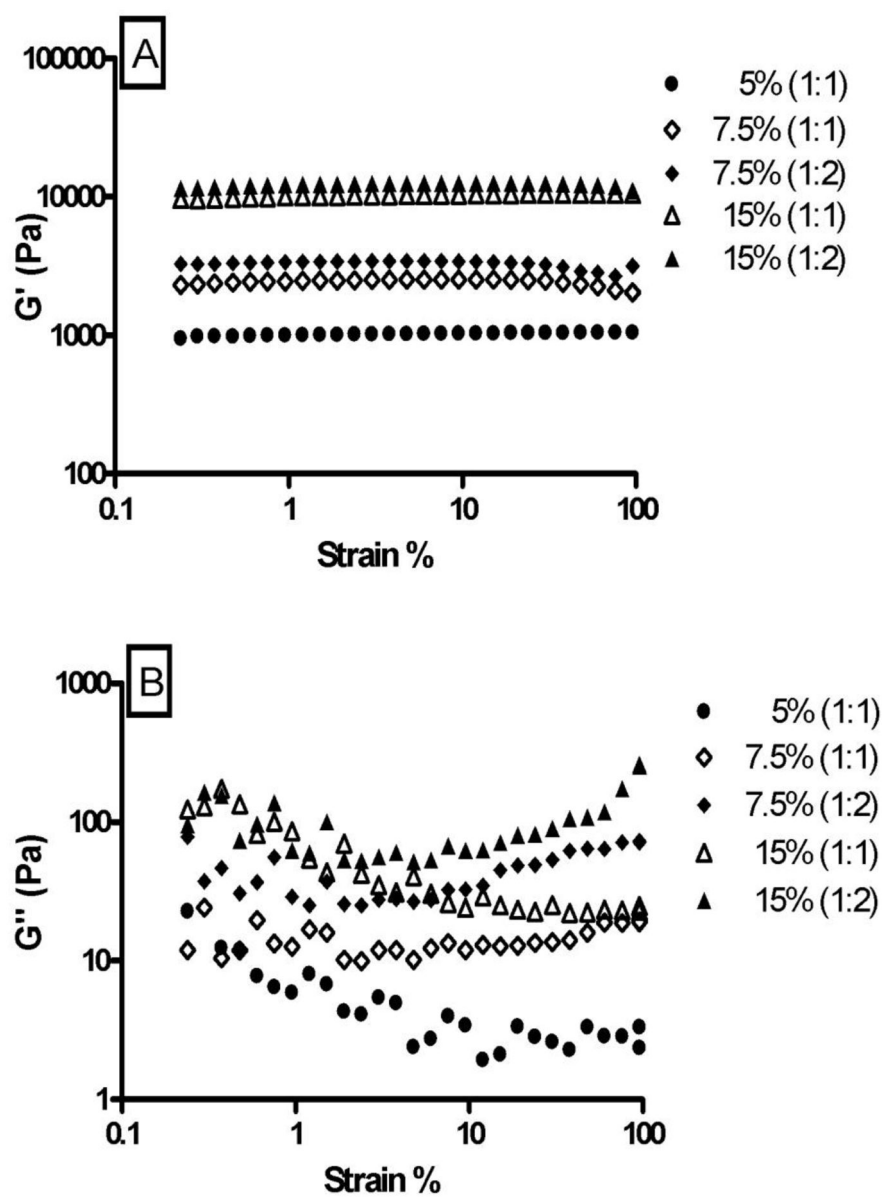 A
100000
10000
1000
100
G' (Pa)
0.1 1 10 100
Strain %
5% (1:1)
7.5% (1:1)
7.5% (1:2)
15% (1:1)
15% (1:2)
B
1000
100
10
1
G'' (Pa)
0.1 1 10 100
Strain %
5% (1:1)
7.5% (1:1)
7.5% (1:2)
15% (1:1)
15% (1:2)